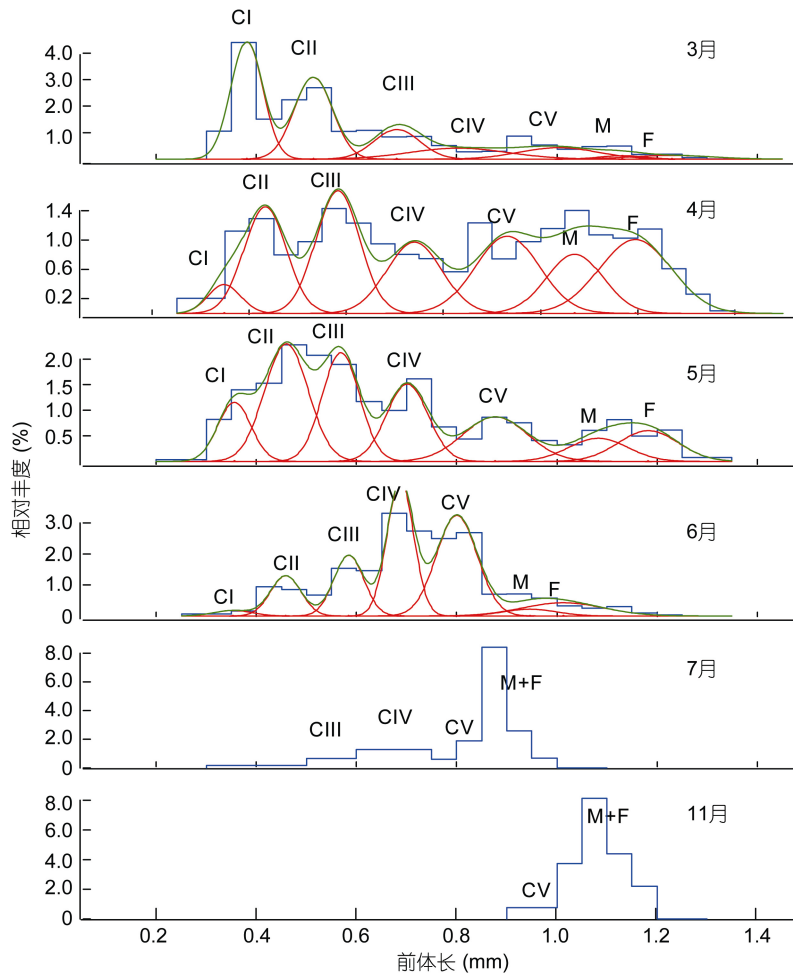 CI
CII
CIII
CIV
CV
M
F
3月
4.0
3.0
2.0
1.0
CI
CII
CIII
CIV
CV
M
F
4月
1.4
1.0
0.6
0.2
CI
CII
CIII
CIV
CV
M
F
5月
2.0
1.5
1.0
0.5
CI
CII
CIII
CIV
CV
M
F
6月
3.0
2.0
1.0
0
CIII
CIV
CV
M+F
7月
8.0
6.0
4.0
2.0
0
CV
M+F
11月
8.0
6.0
4.0
2.0
0
0.2 0.4 0.6 0.8 1.0 1.2 1.4
前体长 (mm)
相对丰度 (%)